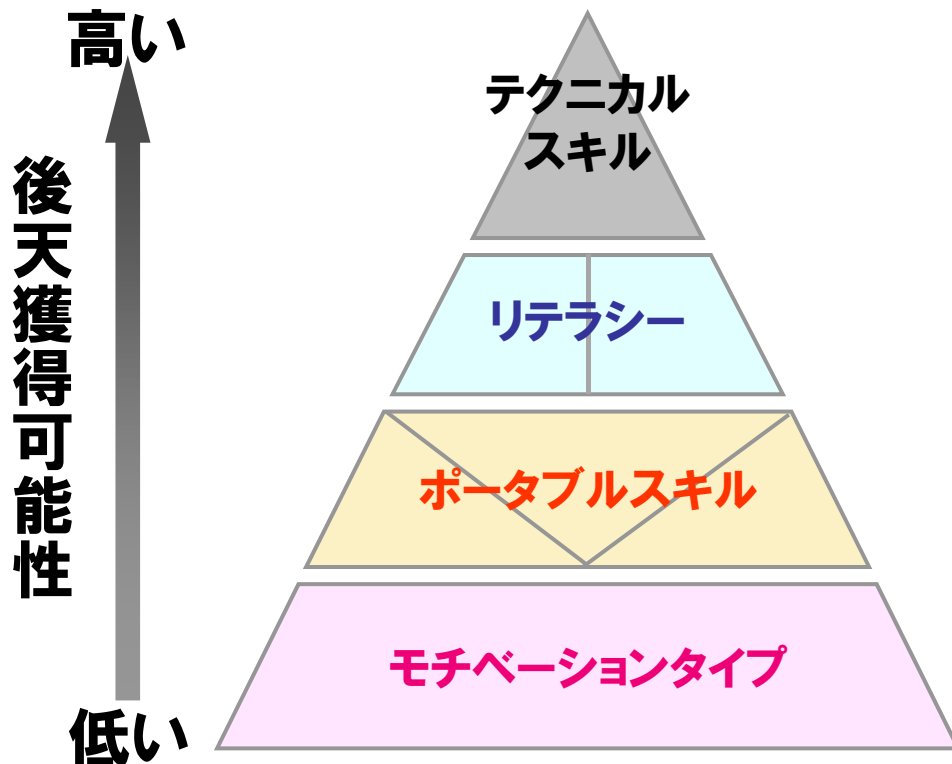 高い
後天獲得可能性
低い
テクニカル
スキル
リテラシー
ポータブルスキル
モチベーションタイプ